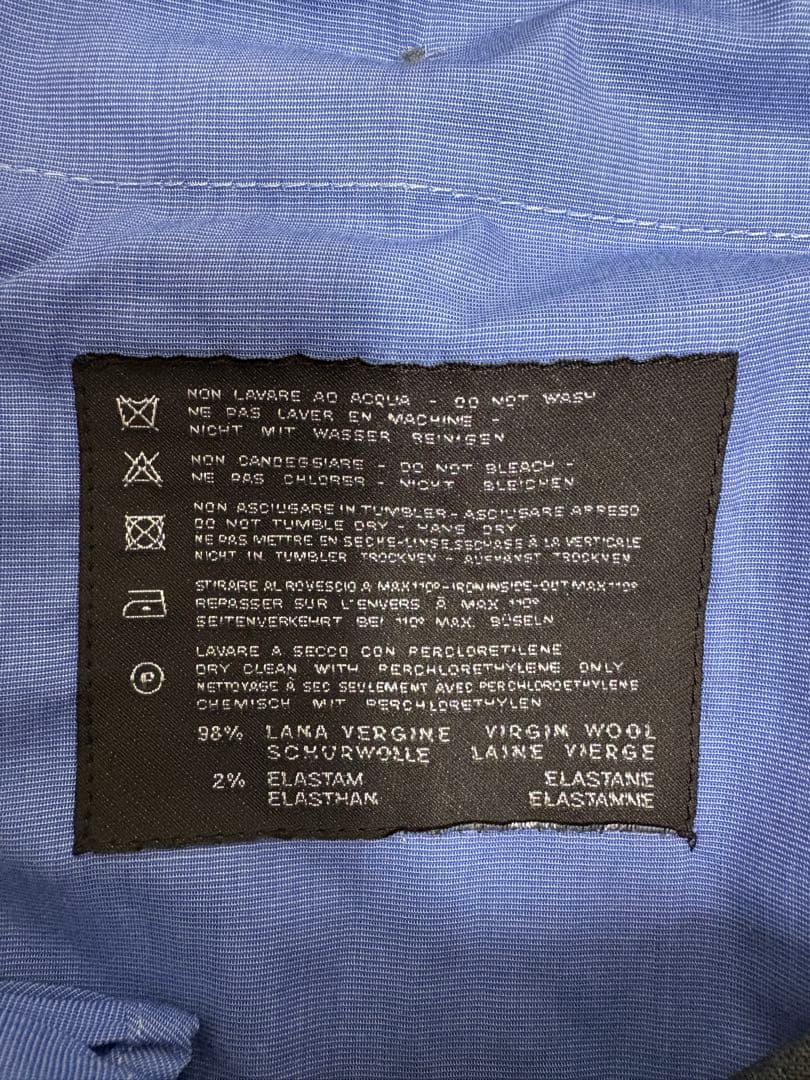 NON LAVARE AD ACQUA - DO NOT WASH
NE PAS LAVER EN MACHINE -
NICHT MIT WASSER REINIGEN
NON CANDEGGIARE - DO NOT BLEACH -
NE PAS CHLORER - NICHT BLEICHEN
NON ASCIUGARE IN TUMBLER - ASCIUGARE APPESO
DO NOT TUMBLE DRY - HANG DRY
NE PAS METTRE EN SECHE-LINGE SECHAGE À LA VERTICALE
NICHT IN TUMBLER TROCKNEN - AUFHANGT TROCKNEN
STIRARE AL ROVESCIO A MAX 110° - IRON INSIDE-OUT MAX 110°
REPASSER SUR L'ENVERS À MAX 110°
SEITENVERKEHRT BEI 110° MAX. BÜGELN
LAVARE A SECCO CON PERCLORETILENE
DRY CLEAN WITH PERCHLORETHYLENE ONLY
NETTOYAGE À SEC SEULEMENT AVEC PERCHLOROETHYLENE
CHEMISCH MIT PERCHLORETHYLEN
P
98% LANA VERGINE VIRGIN WOOL
SCHURWOLLE LAINE VIERGE
2% ELASTAM ELASTANE
ELASTHAN ELASTAMNE